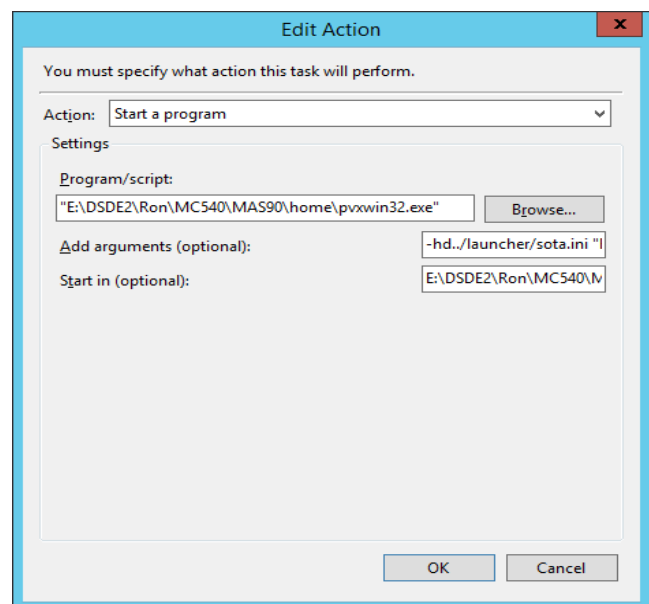 Edit Action
x
You must specify what action this task will perform.
Action: Start a program
Settings
Program/script:
"E:\DSDE2\Ron\MC540\MAS90\home\pvxwin32.exe" Browse...
Add arguments (optional): -hd../launcher/sota.ini "I
Start in (optional): E:\DSDE2\Ron\MC540\M
OK Cancel